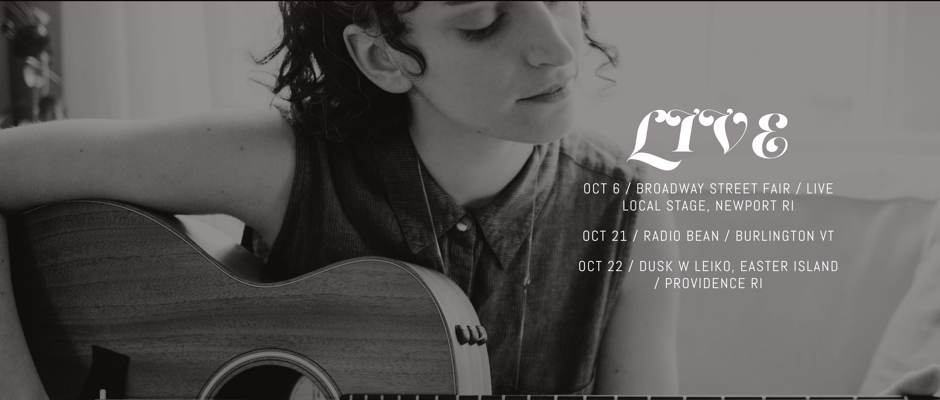 LIVE
OCT 6 / BROADWAY STREET FAIR / LIVE
LOCAL STAGE, NEWPORT RI
OCT 21 / RADIO BEAN / BURLINGTON VT
OCT 22 / DUSK W LEIKO, EASTER ISLAND
/ PROVIDENCE RI